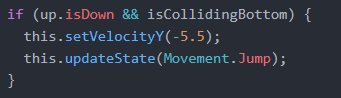 if (up.isDown && isCollidingBottom) {
  this.setVelocityY(-5.5);
  this.updateState(Movement.Jump);
}